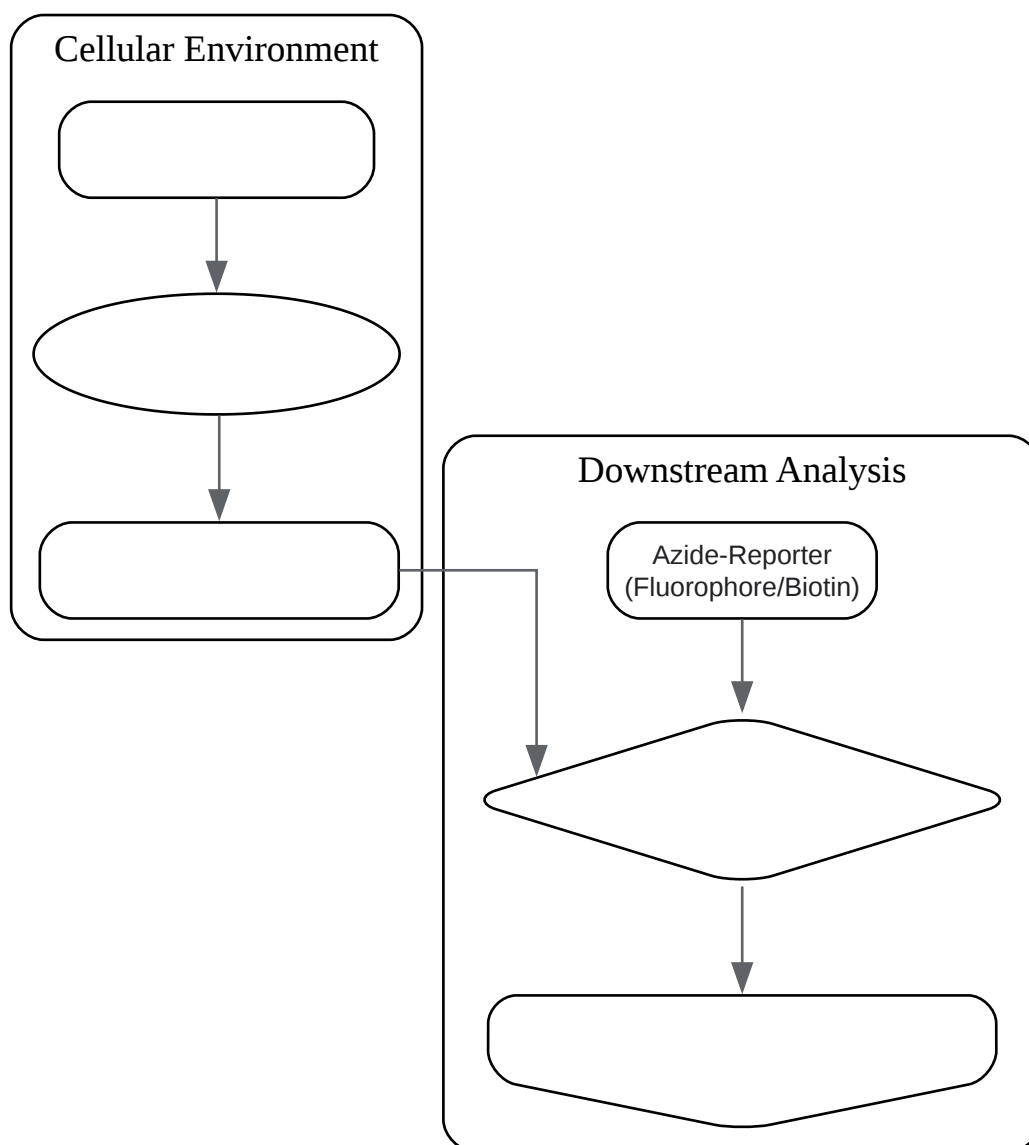 Cellular Environment
Downstream Analysis
Azide-Reporter
(Fluorophore/Biotin)